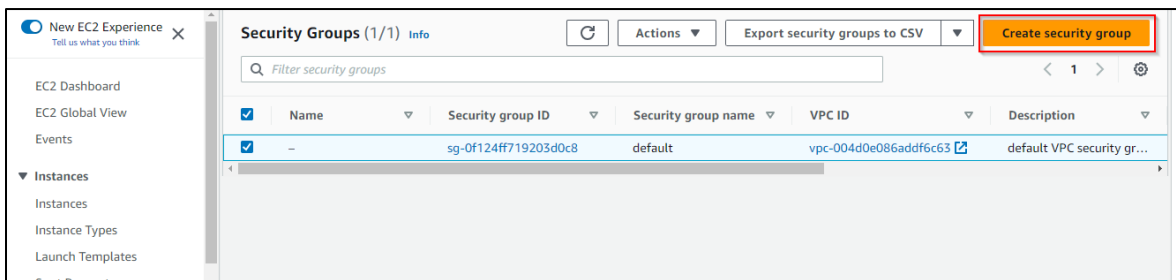 New EC2 Experience
Tell us what you think
EC2 Dashboard
EC2 Global View
Events
Instances
Instances
Instance Types
Launch Templates
Security Groups (1/1) Info
Actions
Export security groups to CSV
Create security group
Filter security groups
1
Name Security group ID Security group name VPC ID Description
– sg-0f124ff719203d0c8 default vpc-004d0e086addf6c63 default VPC security gr...